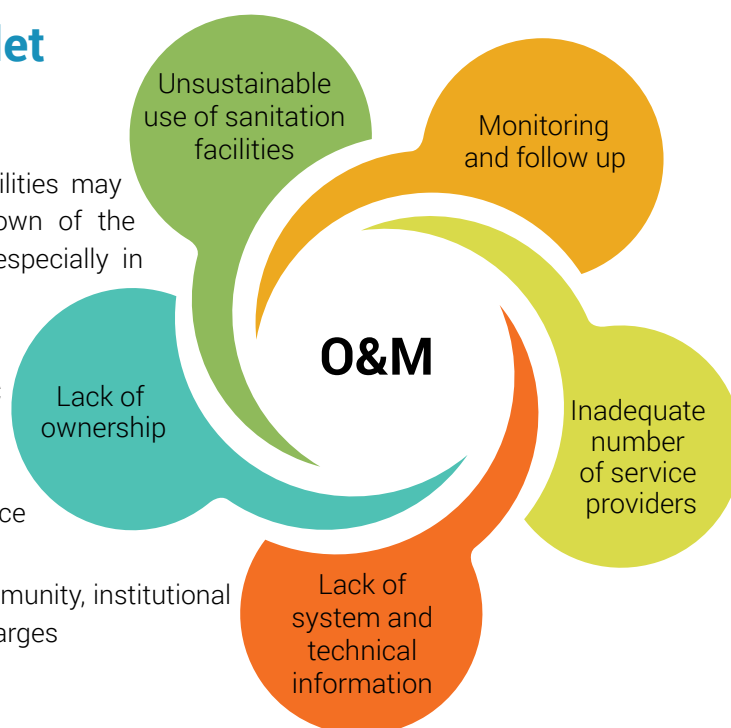 let
ilities may
own of the
especially in
ce
munity, institutional
arges
Unsustainable
use of sanitation
facilities
Monitoring
and follow up
O&M
Lack of
ownership
Inadequate
number
of service
providers
Lack of
system and
technical
information